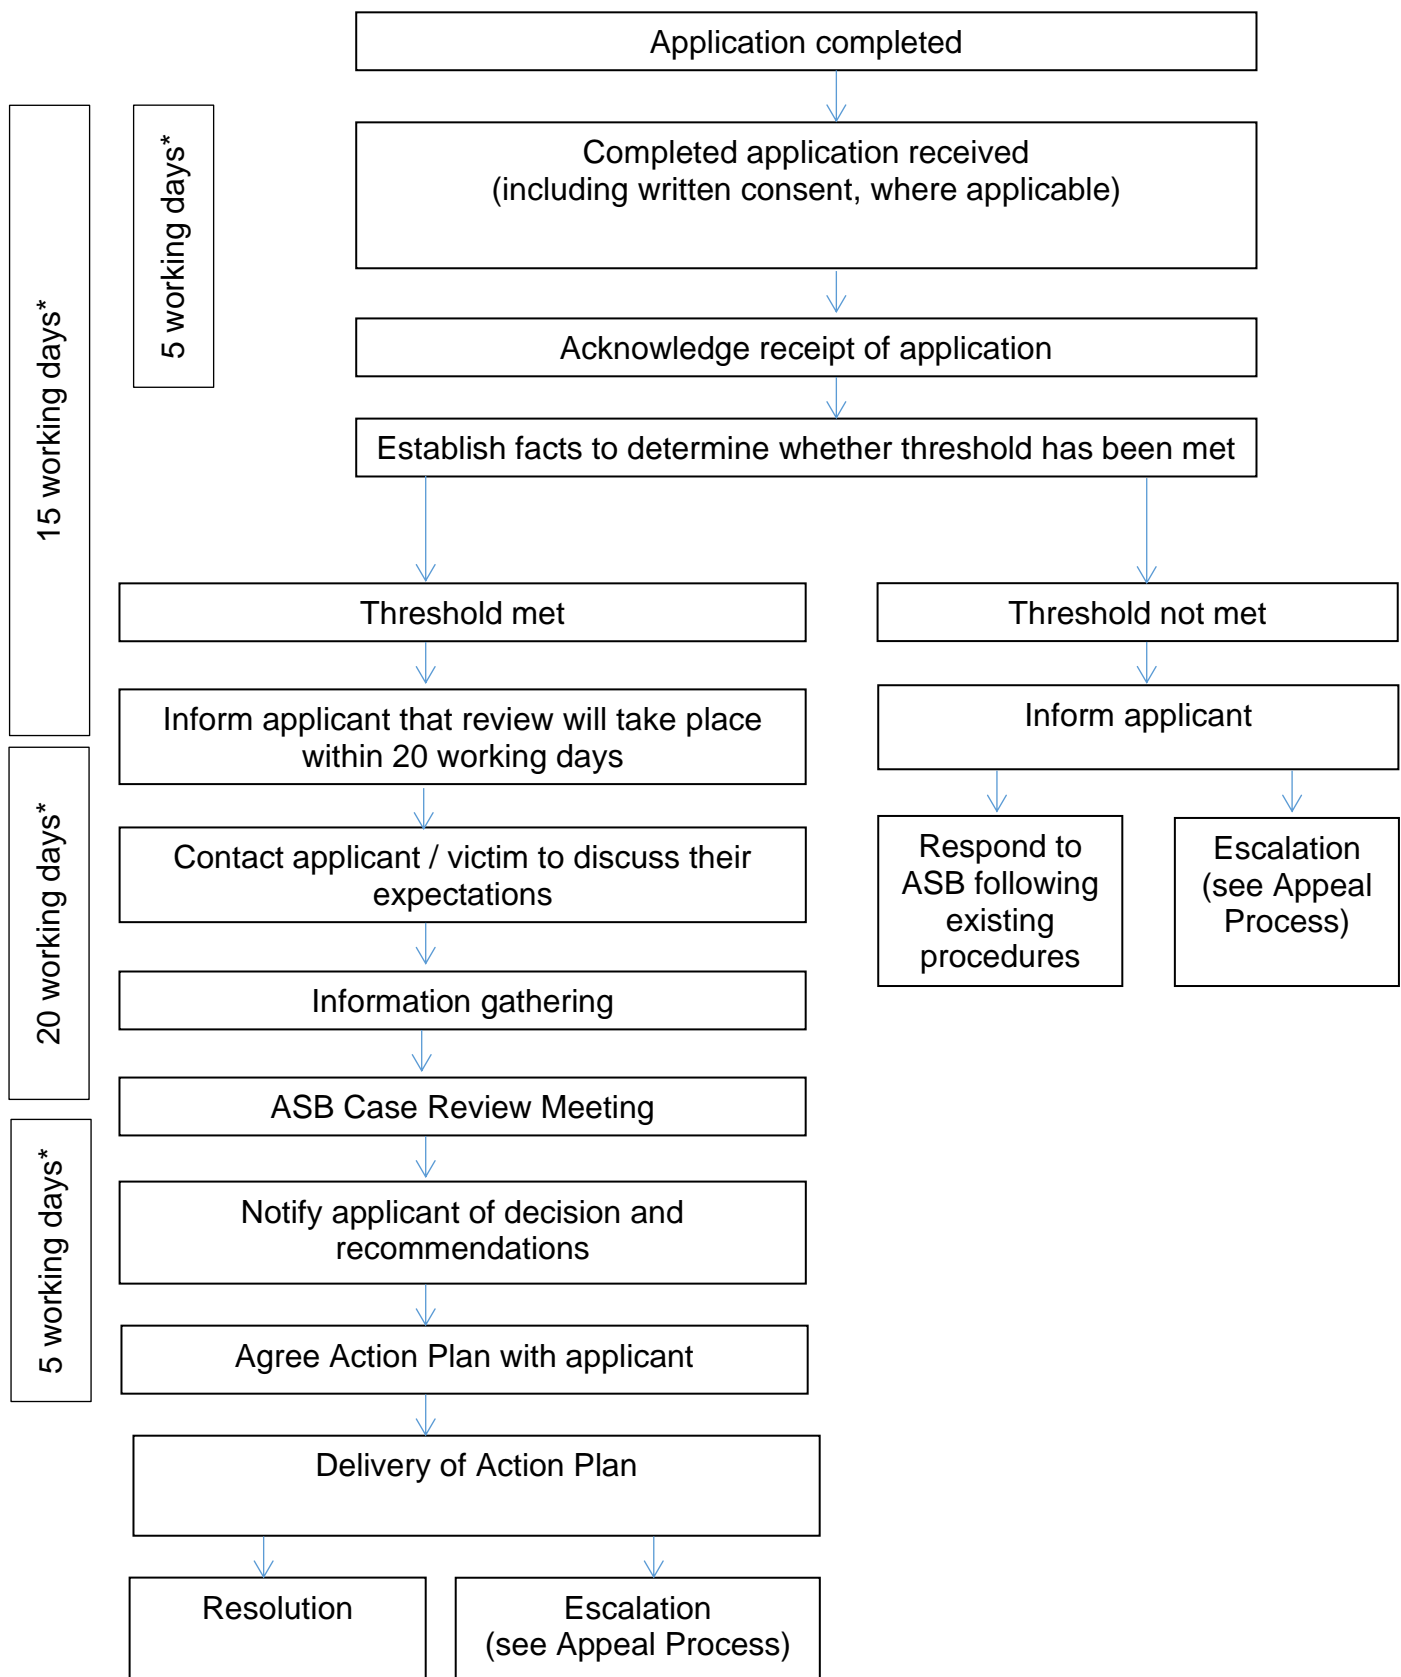 Application completed
Completed application received
(including written consent, where applicable)
Acknowledge receipt of application
Establish facts to determine whether threshold has been met
15 working days*
5 working days*
Threshold met
Threshold not met
Inform applicant that review will take place
within 20 working days
Inform applicant
20 working days*
Contact applicant / victim to discuss their
expectations
Respond to
ASB following
existing
procedures
Escalation
(see Appeal
Process)
Information gathering
ASB Case Review Meeting
5 working days*
Notify applicant of decision and
recommendations
Agree Action Plan with applicant
Delivery of Action Plan
Resolution
Escalation
(see Appeal Process)